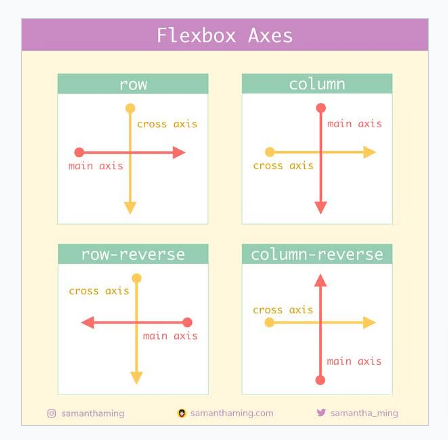 Flexbox Axes
row
cross axis
main axis
column
main axis
cross axis
row-reverse
cross axis
main axis
column-reverse
cross axis
main axis
samanthaming
samanthaming.com
samantha_ming